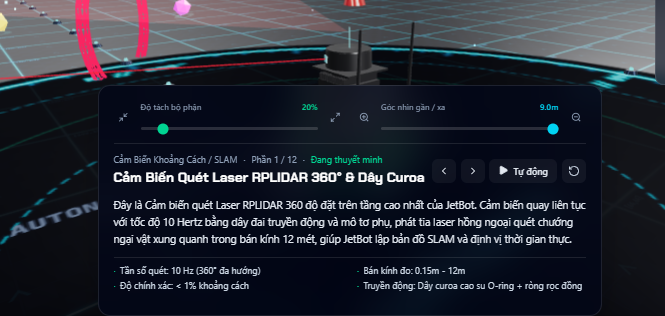 Độ tách bộ phận 20%
Góc nhìn gần / xa 9.0m
Cảm Biến Khoảng Cách / SLAM · Phần 1 / 12 · Đang thuyết minh
Cảm Biến Quét Laser RPLIDAR 360° & Dây Curoa
Tự động
Đây là Cảm biến quét Laser RPLIDAR 360 độ đặt trên tầng cao nhất của JetBot. Cảm biến quay liên tục
với tốc độ 10 Hertz bằng dây đai truyền động và mô tơ phụ, phát tia laser hồng ngoại quét chướng
ngại vật xung quanh trong bán kính 12 mét, giúp JetBot lập bản đồ SLAM và định vị thời gian thực.
· Tần số quét: 10 Hz (360° đa hướng)
· Bán kính đo: 0.15m - 12m
· Độ chính xác: < 1% khoảng cách
· Truyền động: Dây curoa cao su O-ring + ròng rọc đồng
AUTON